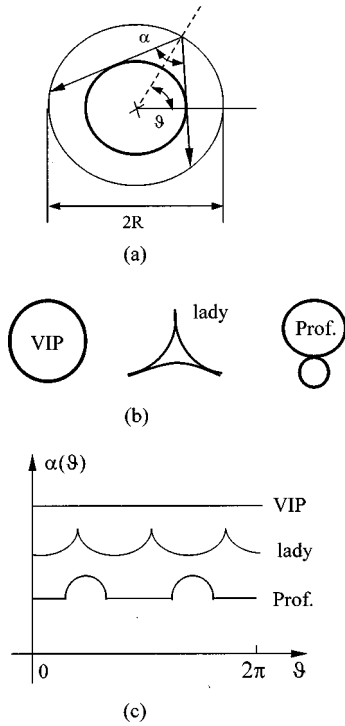 α
ϑ
2R
(a)
VIP
lady
Prof.
(b)
α(ϑ)
VIP
lady
Prof.
0
2π
ϑ
(c)